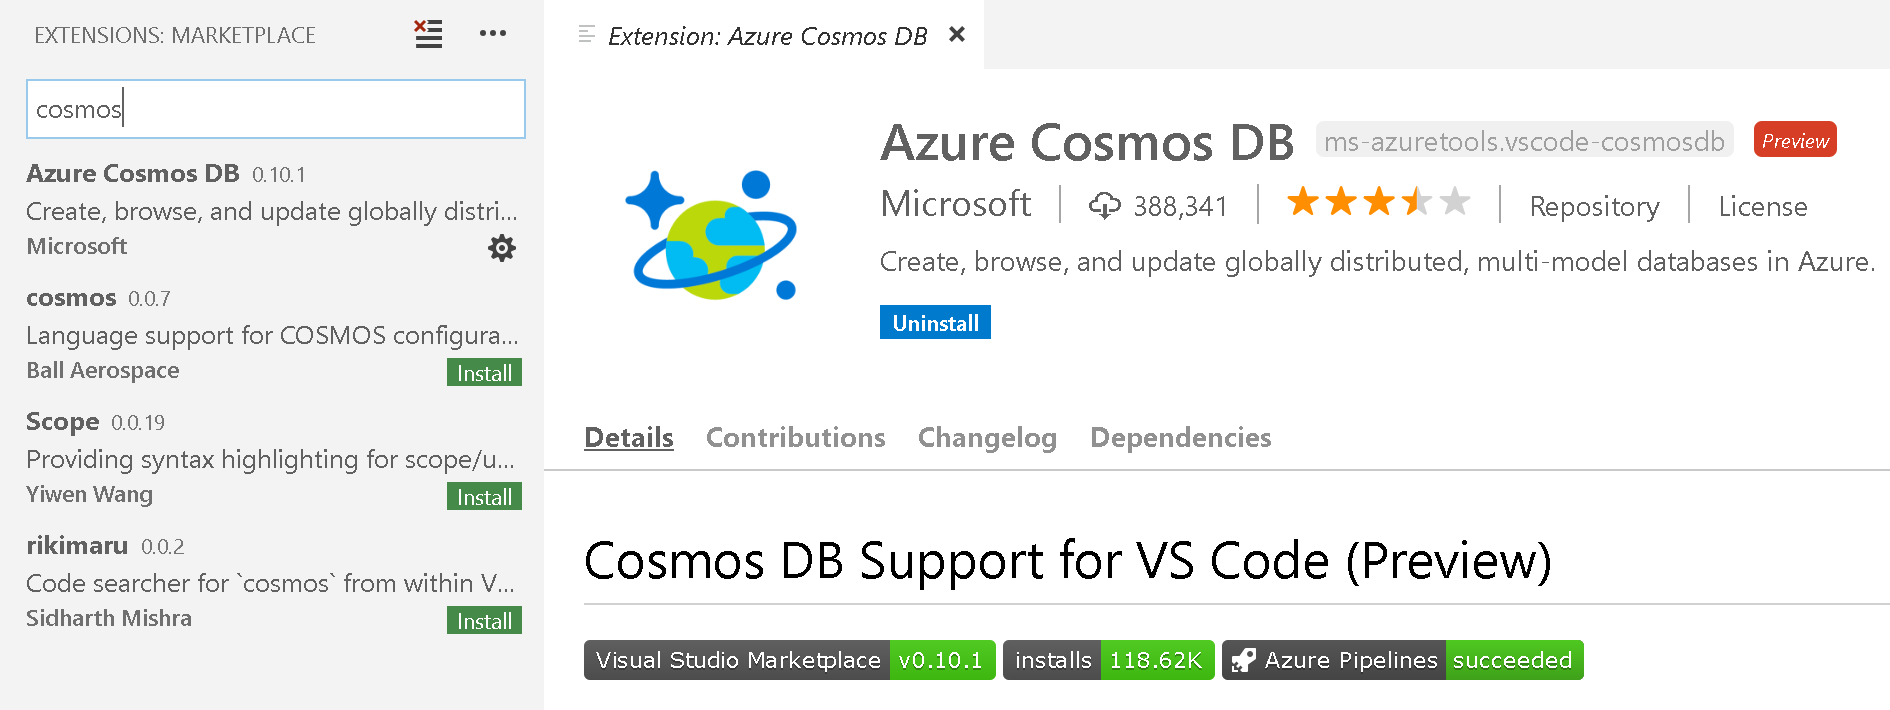 EXTENSIONS: MARKETPLACE
cosmos
Azure Cosmos DB 0.10.1
Create, browse, and update globally distri...
Microsoft
cosmos 0.0.7
Language support for COSMOS configura...
Ball Aerospace Install
Scope 0.0.19
Providing syntax highlighting for scope/u...
Yiwen Wang Install
rikimaru 0.0.2
Code searcher for `cosmos` from within V...
Sidharth Mishra Install
Extension: Azure Cosmos DB
Azure Cosmos DB ms-azuretools.vscode-cosmosdb Preview
Microsoft 388,341 Repository License
Create, browse, and update globally distributed, multi-model databases in Azure.
Uninstall
Details Contributions Changelog Dependencies
Cosmos DB Support for VS Code (Preview)
Visual Studio Marketplace v0.10.1 installs 118.62K Azure Pipelines succeeded